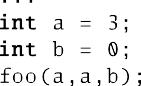 ...
int a = 3;
int b = 0;
foo(a,a,b);